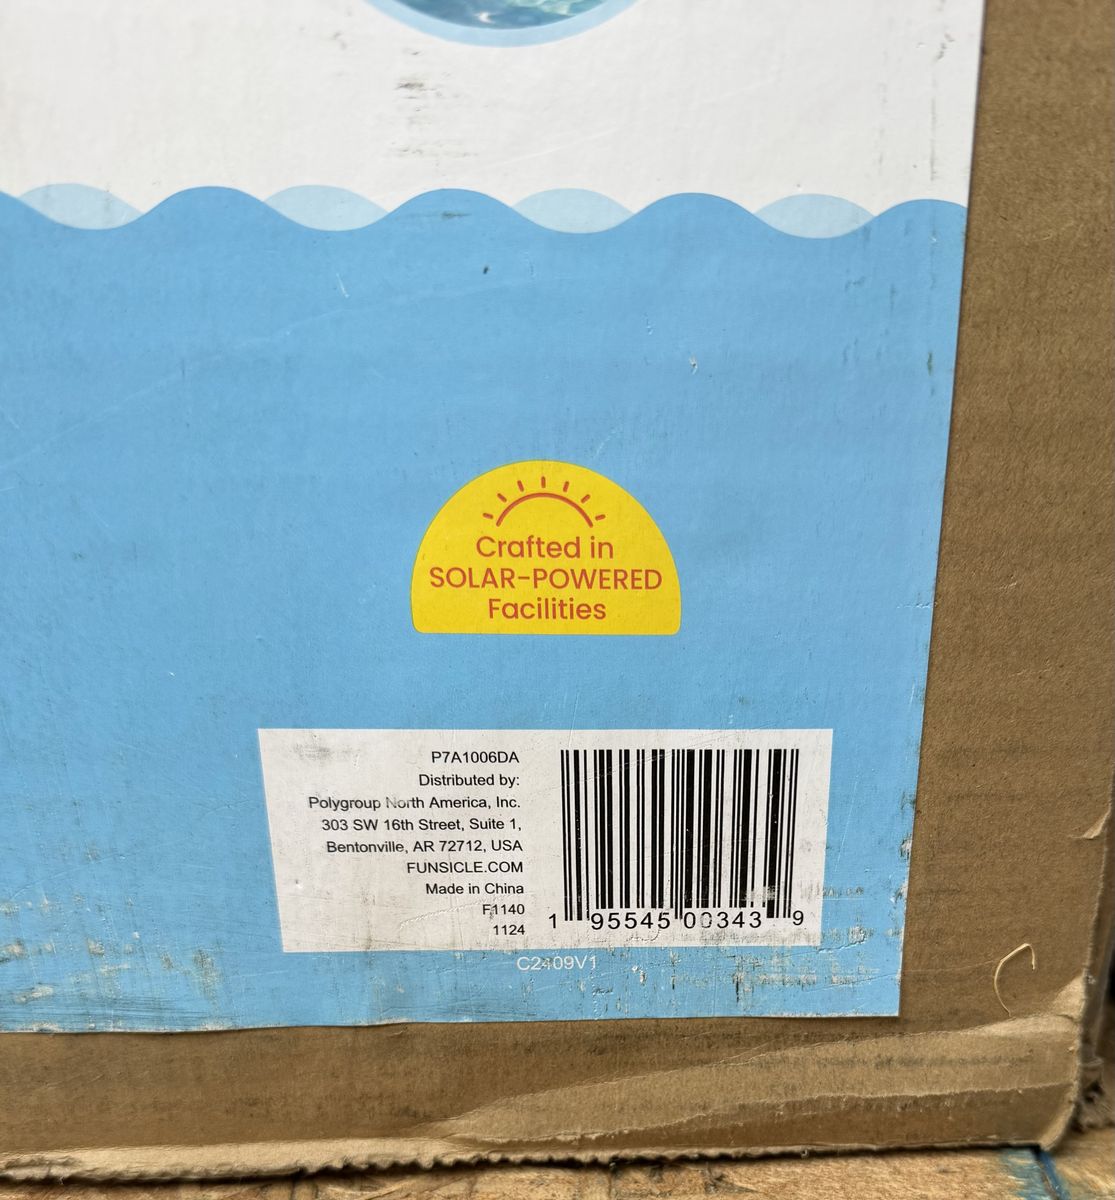 Crafted in
SOLAR-POWERED
Facilities
P7A1006DA
Distributed by:
Polygroup North America, Inc.
303 SW 16th Street, Suite 1,
Bentonville, AR 72712, USA
FUNSICLE.COM
Made in China
F1140
1124
1 95545 00343 9
C2409V1